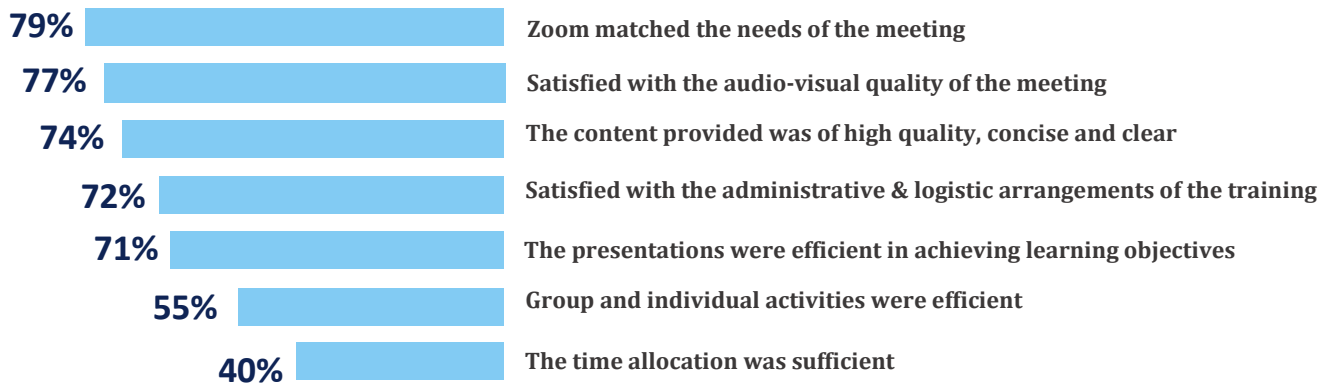 79% Zoom matched the needs of the meeting
77% Satisfied with the audio-visual quality of the meeting
74% The content provided was of high quality, concise and clear
72% Satisfied with the administrative & logistic arrangements of the training
71% The presentations were efficient in achieving learning objectives
55% Group and individual activities were efficient
40% The time allocation was sufficient